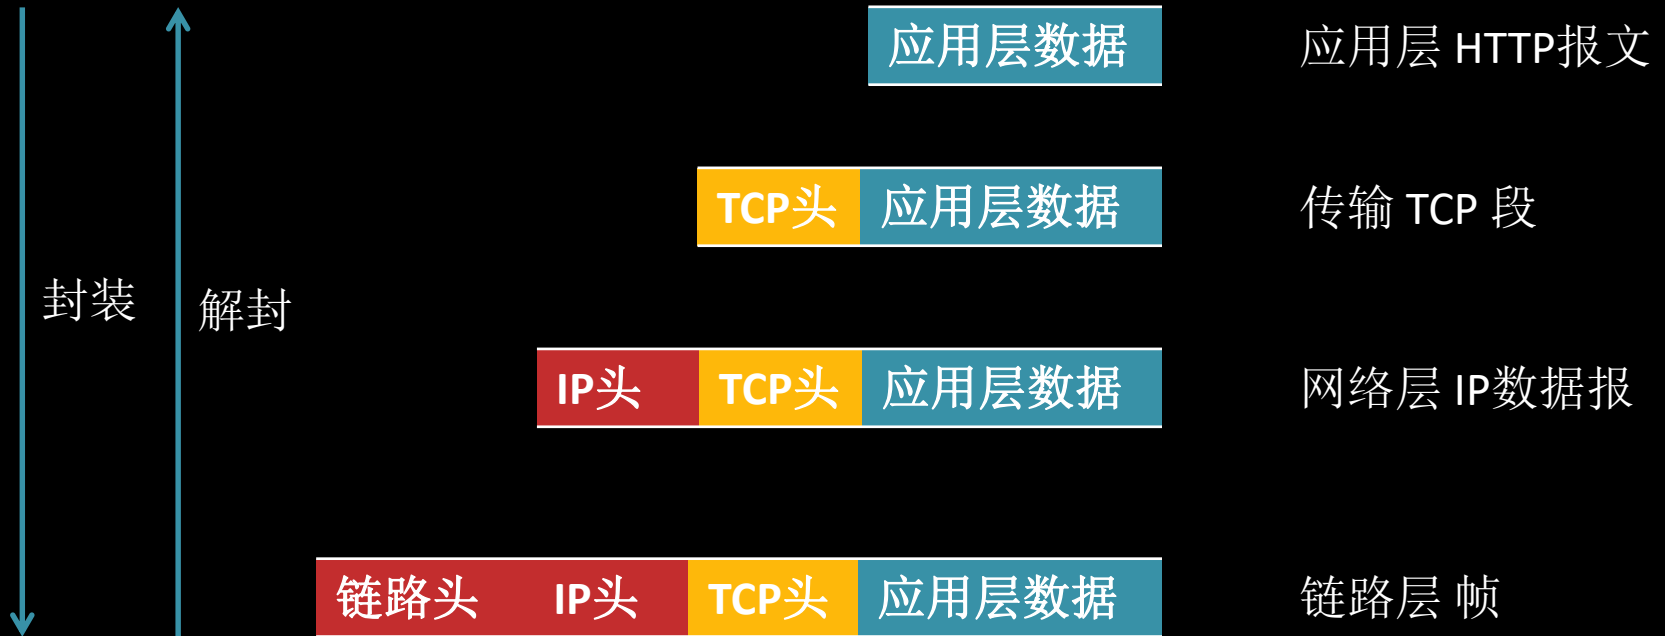 应用层数据 应用层 HTTP报文
TCP头 应用层数据 传输 TCP 段
封装 解封
IP头 TCP头 应用层数据 网络层 IP数据报
链路头 IP头 TCP头 应用层数据 链路层 帧